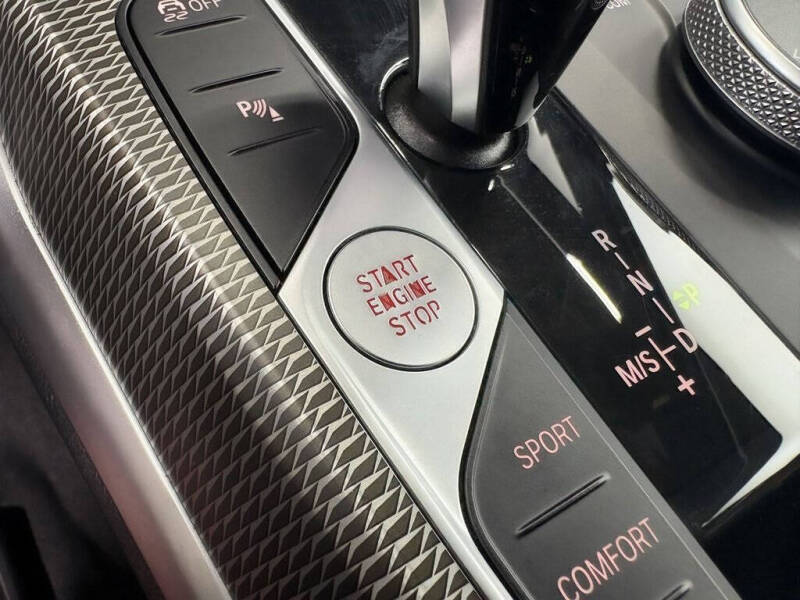 OFF
P
START
ENGINE
STOP
R
N
P
D
M/S
+
SPORT
COMFORT